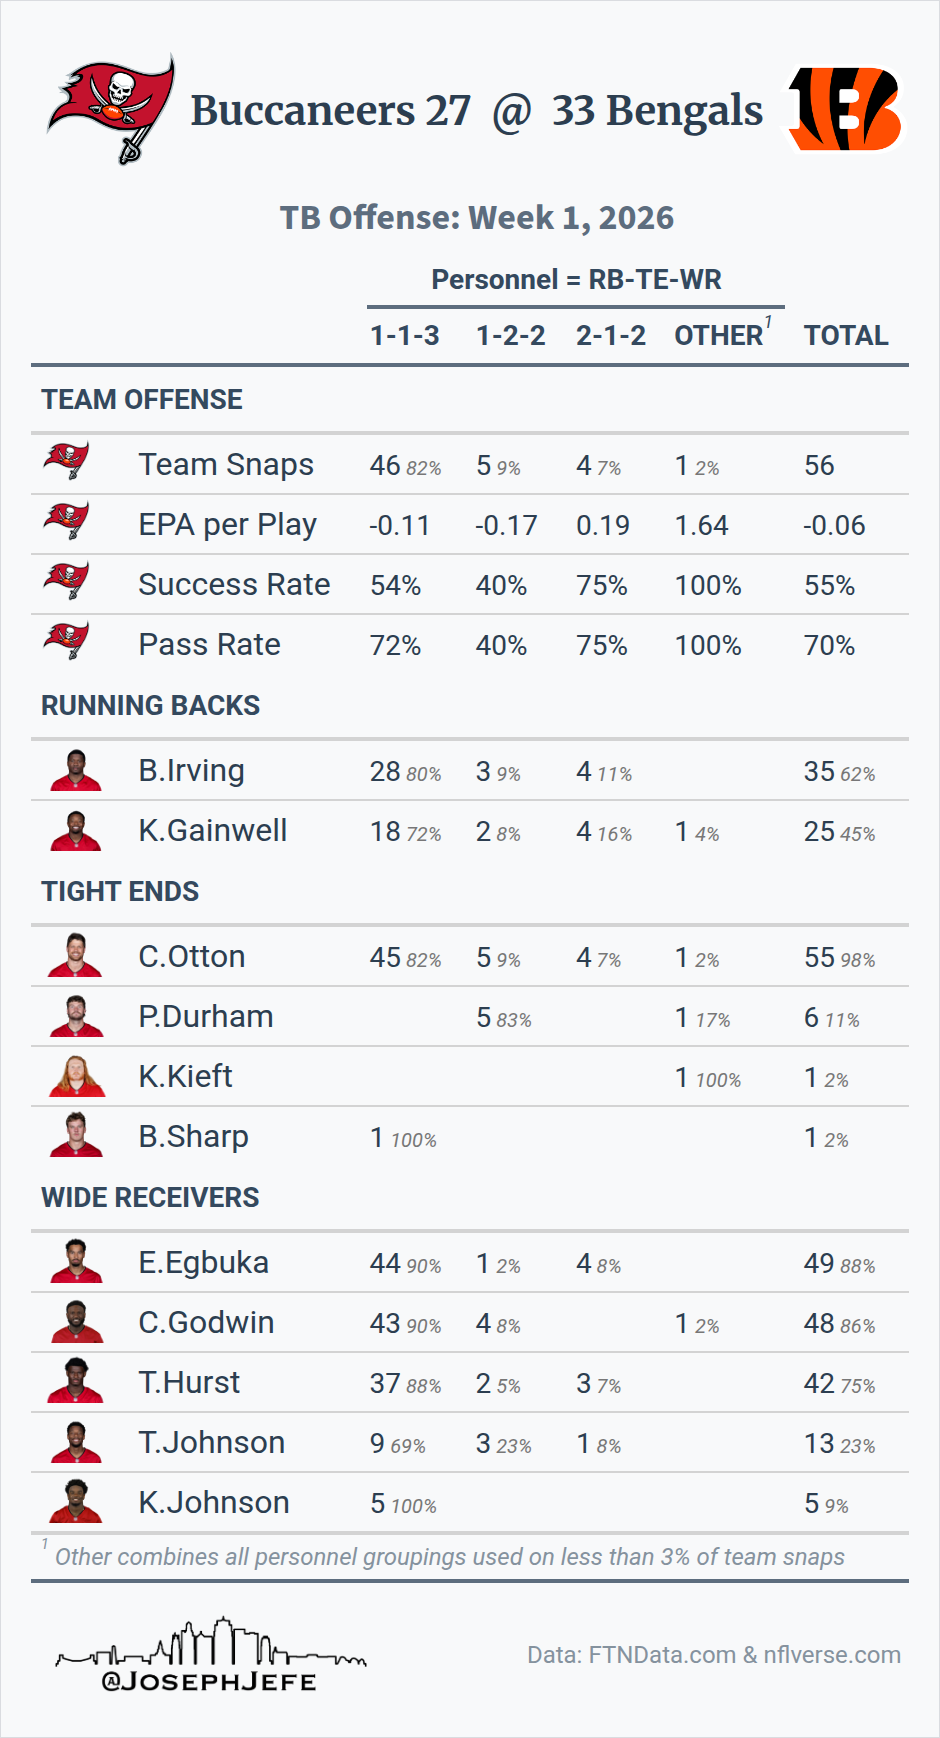 Buccaneers 27 @ 33 Bengals
TB Offense: Week 1, 2026
Personnel = RB-TE-WR
1-1-3 1-2-2 2-1-2 OTHER1 TOTAL
TEAM OFFENSE
Team Snaps 46 82% 5 9% 4 7% 1 2% 56
EPA per Play -0.11 -0.17 0.19 1.64 -0.06
Success Rate 54% 40% 75% 100% 55%
Pass Rate 72% 40% 75% 100% 70%
RUNNING BACKS
B.Irving 28 80% 3 9% 4 11% 35 62%
K.Gainwell 18 72% 2 8% 4 16% 1 4% 25 45%
TIGHT ENDS
C.Otton 45 82% 5 9% 4 7% 1 2% 55 98%
P.Durham 5 83% 1 17% 6 11%
K.Kieft 1 100% 1 2%
B.Sharp 1 100% 1 2%
WIDE RECEIVERS
E.Egbuka 44 90% 1 2% 4 8% 49 88%
C.Godwin 43 90% 4 8% 1 2% 48 86%
T.Hurst 37 88% 2 5% 3 7% 42 75%
T.Johnson 9 69% 3 23% 1 8% 13 23%
K.Johnson 5 100% 5 9%
1 Other combines all personnel groupings used on less than 3% of team snaps
@JosephJefe
Data: FTNData.com & nflverse.com